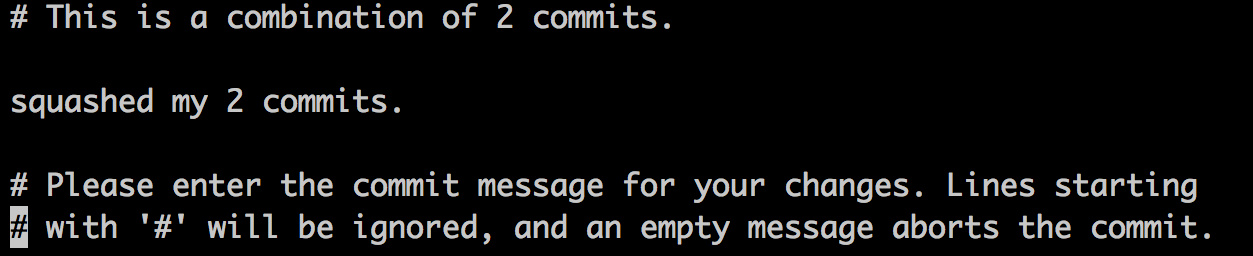 # This is a combination of 2 commits.
squashed my 2 commits.
# Please enter the commit message for your changes. Lines starting
# with '#' will be ignored, and an empty message aborts the commit.